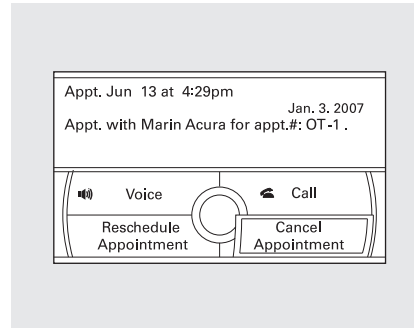 Appt. Jun 13 at 4:29pm
Jan. 3. 2007
Appt. with Marin Acura for appt.#: OT-1 .
Voice
Call
Reschedule
Appointment
Cancel
Appointment